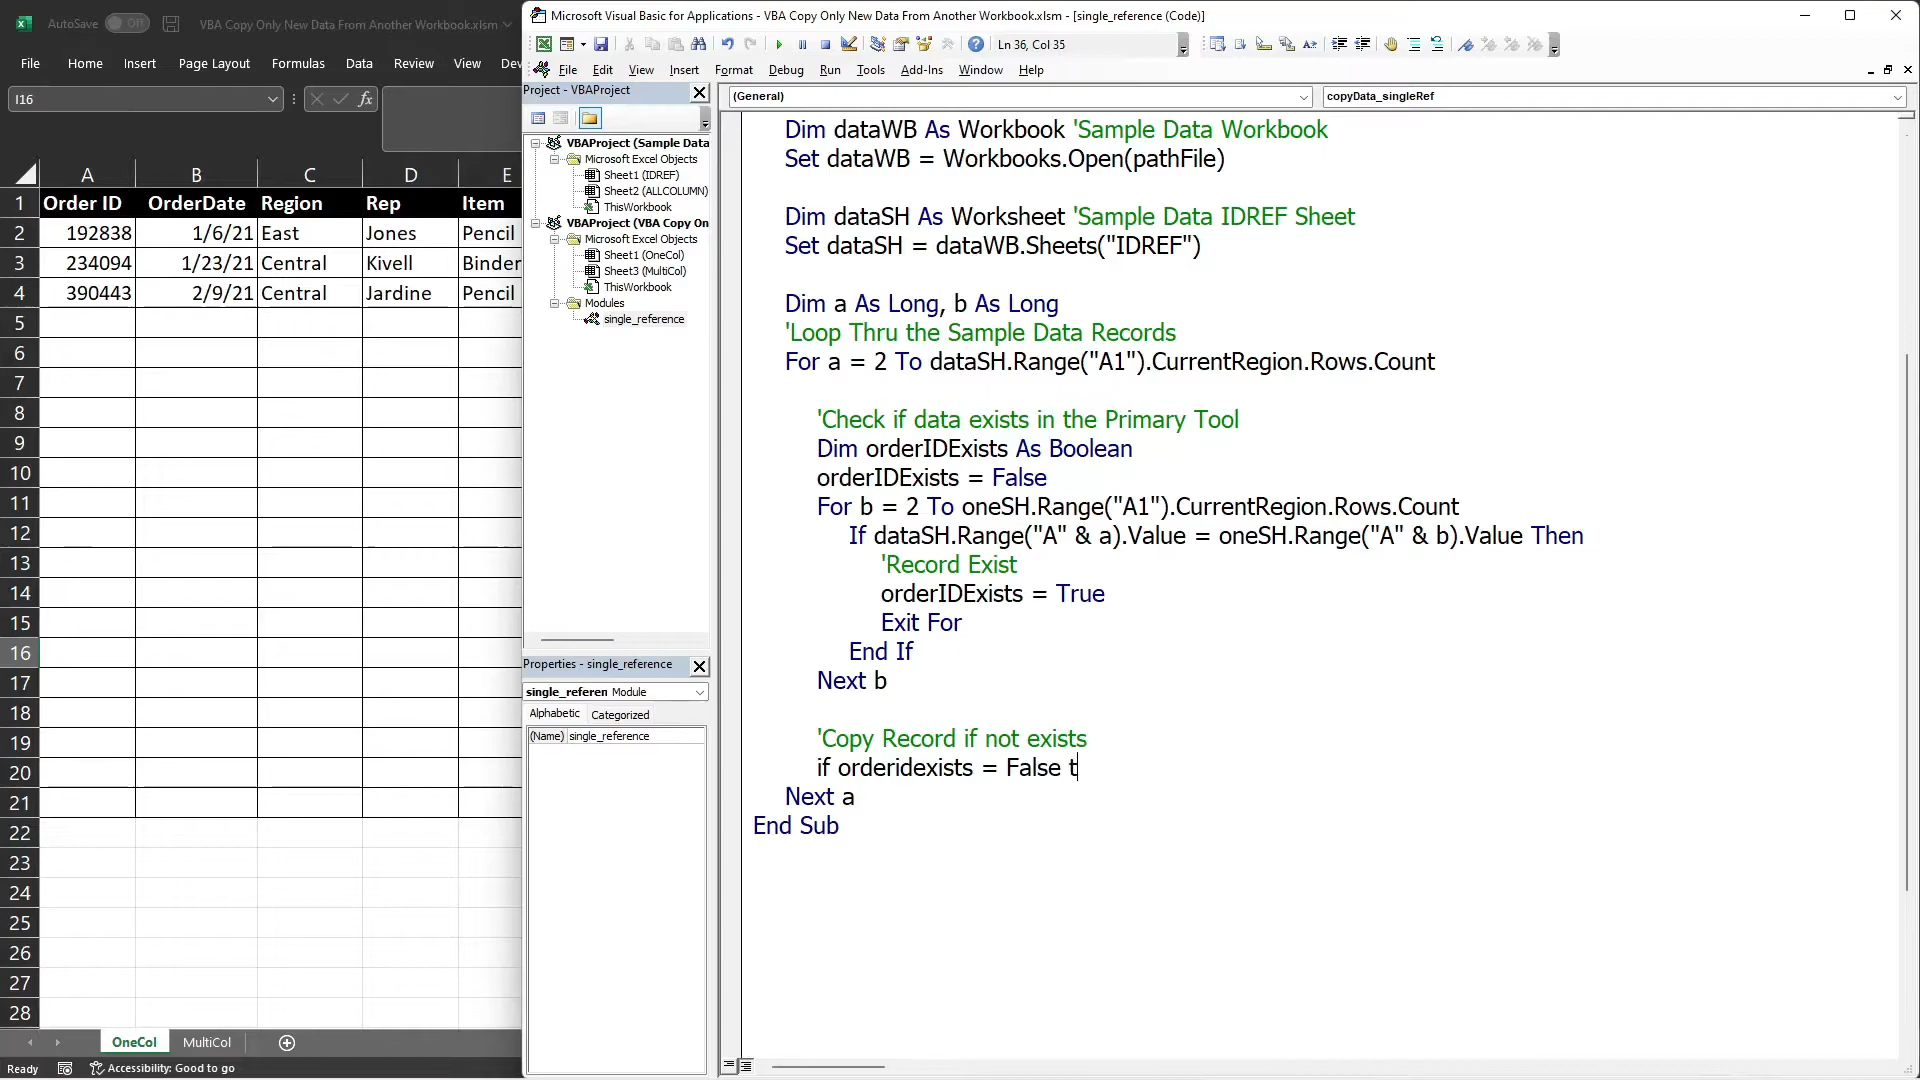 AutoSave Off VBA Copy Only New Data From Another Workbook.xlsm
Microsoft Visual Basic for Applications - VBA Copy Only New Data From Another Workbook.xlsm - [single_reference (Code)]
Ln 36, Col 35
File Home Insert Page Layout Formulas Data Review View Dev
File Edit View Insert Format Debug Run Tools Add-Ins Window Help
I16
fx
Project - VBAProject
VBAProject (Sample Data
Microsoft Excel Objects
Sheet1 (IDREF)
Sheet2 (ALLCOLUMN)
ThisWorkbook
VBAProject (VBA Copy On
Microsoft Excel Objects
Sheet1 (OneCol)
Sheet3 (MultiCol)
ThisWorkbook
Modules
single_reference
Properties - single_reference
single_referen Module
Alphabetic Categorized
(Name) single_reference
(General)
copyData_singleRef
Dim dataWB As Workbook 'Sample Data Workbook
Set dataWB = Workbooks.Open(pathFile)
Dim dataSH As Worksheet 'Sample Data IDREF Sheet
Set dataSH = dataWB.Sheets("IDREF")
Dim a As Long, b As Long
'Loop Thru the Sample Data Records
For a = 2 To dataSH.Range("A1").CurrentRegion.Rows.Count
'Check if data exists in the Primary Tool
Dim orderIDExists As Boolean
orderIDExists = False
For b = 2 To oneSH.Range("A1").CurrentRegion.Rows.Count
If dataSH.Range("A" & a).Value = oneSH.Range("A" & b).Value Then
'Record Exist
orderIDExists = True
Exit For
End If
Next b
'Copy Record if not exists
if orderidexists = False t
Next a
End Sub
A B C D E
1 Order ID OrderDate Region Rep Item
2 192838 1/6/21 East Jones Pencil
3 234094 1/23/21 Central Kivell Binder
4 390443 2/9/21 Central Jardine Pencil
5
6
7
8
9
10
11
12
13
14
15
16
17
18
19
20
21
22
23
24
25
26
27
28
OneCol MultiCol
Ready Accessibility: Good to go